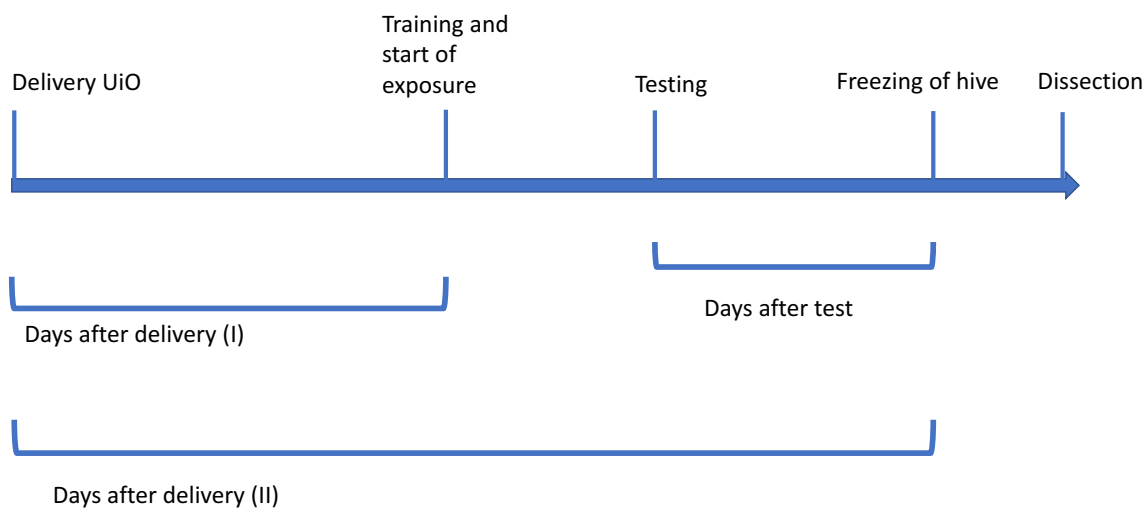 Delivery UiO
Training and
start of
exposure
Testing
Freezing of hive
Dissection
Days after delivery (I)
Days after test
Days after delivery (II)